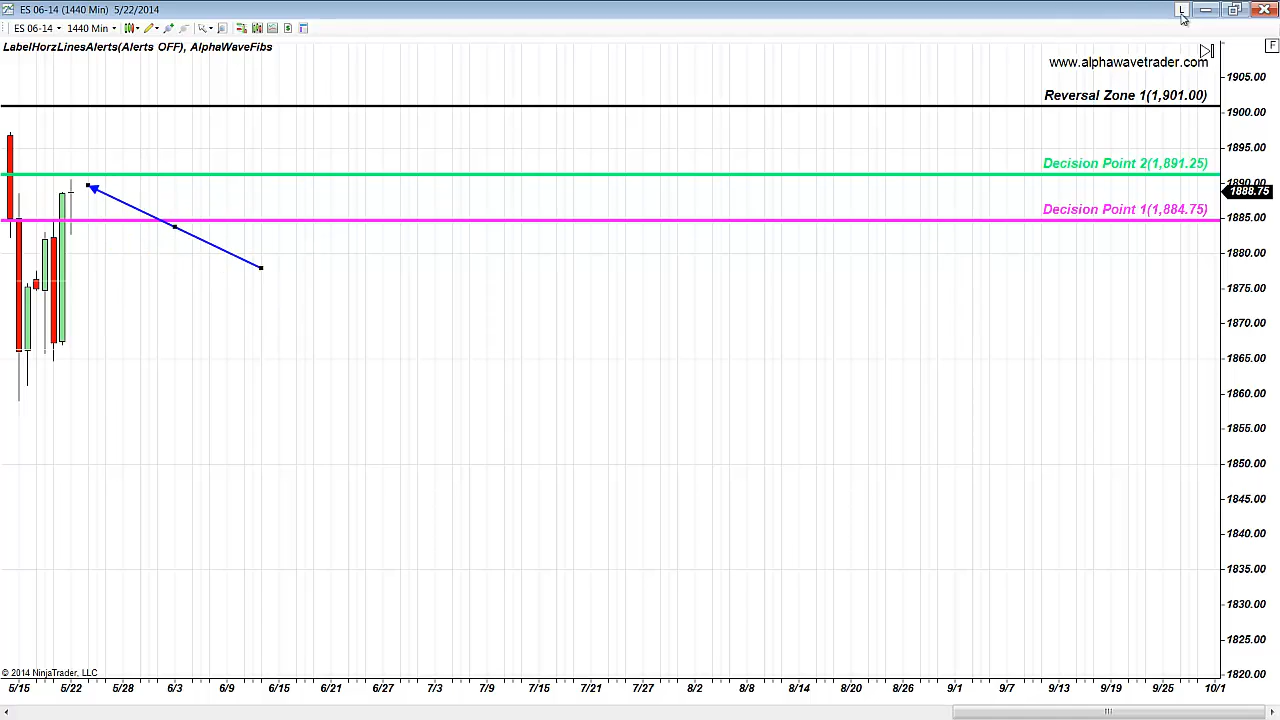 ES 06-14 (1440 Min) 5/22/2014
L
ES 06-14 1440 Min
LabelHorzLinesAlerts(Alerts OFF), AlphaWaveFibs
F
www.alphawavetrader.com
1905.00
Reversal Zone 1(1,901.00)
1900.00
1895.00
Decision Point 2(1,891.25)
1890.00
1888.75
Decision Point 1(1,884.75)
1885.00
1880.00
1875.00
1870.00
1865.00
1860.00
1855.00
1850.00
1845.00
1840.00
1835.00
1830.00
1825.00
1820.00
© 2014 NinjaTrader, LLC
5/15 5/22 5/28 6/3 6/9 6/15 6/21 6/27 7/3 7/9 7/15 7/21 7/27 8/2 8/8 8/14 8/20 8/26 9/1 9/7 9/13 9/19 9/25 10/1